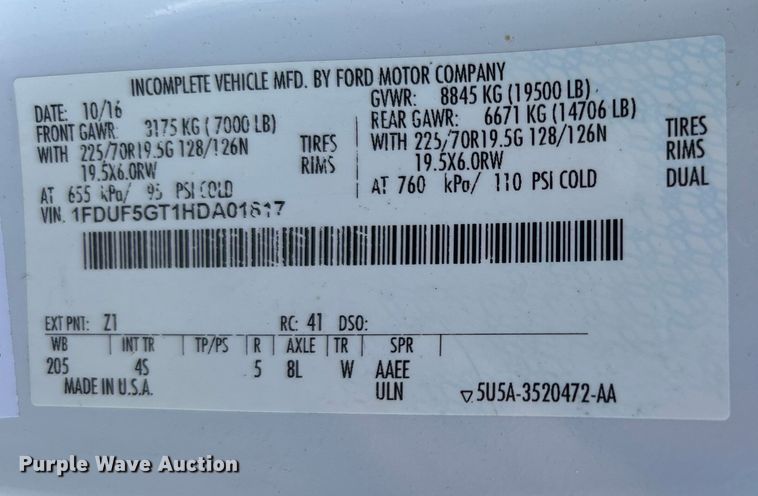 INCOMPLETE VEHICLE MFD. BY FORD MOTOR COMPANY
DATE: 10/16 GVWR: 8845 KG (19500 LB)
FRONT GAWR: 3175 KG (7000 LB) REAR GAWR: 6671 KG (14706 LB)
WITH 225/70R19.5G 128/126N TIRES WITH 225/70R19.5G 128/126N TIRES
19.5X6.0RW RIMS 19.5X6.0RW RIMS
AT 655 kPa/ 95 PSI COLD AT 760 kPa/ 110 PSI COLD DUAL
VIN: 1FDUF5GT1HDA01617
EXT PNT: Z1 RC: 41 DSO:
WB INT TR TP/PS R AXLE TR SPR
205 4S 5 8L W AAEE
MADE IN U.S.A. ULN 5U5A-3520472-AA
Purple Wave Auction